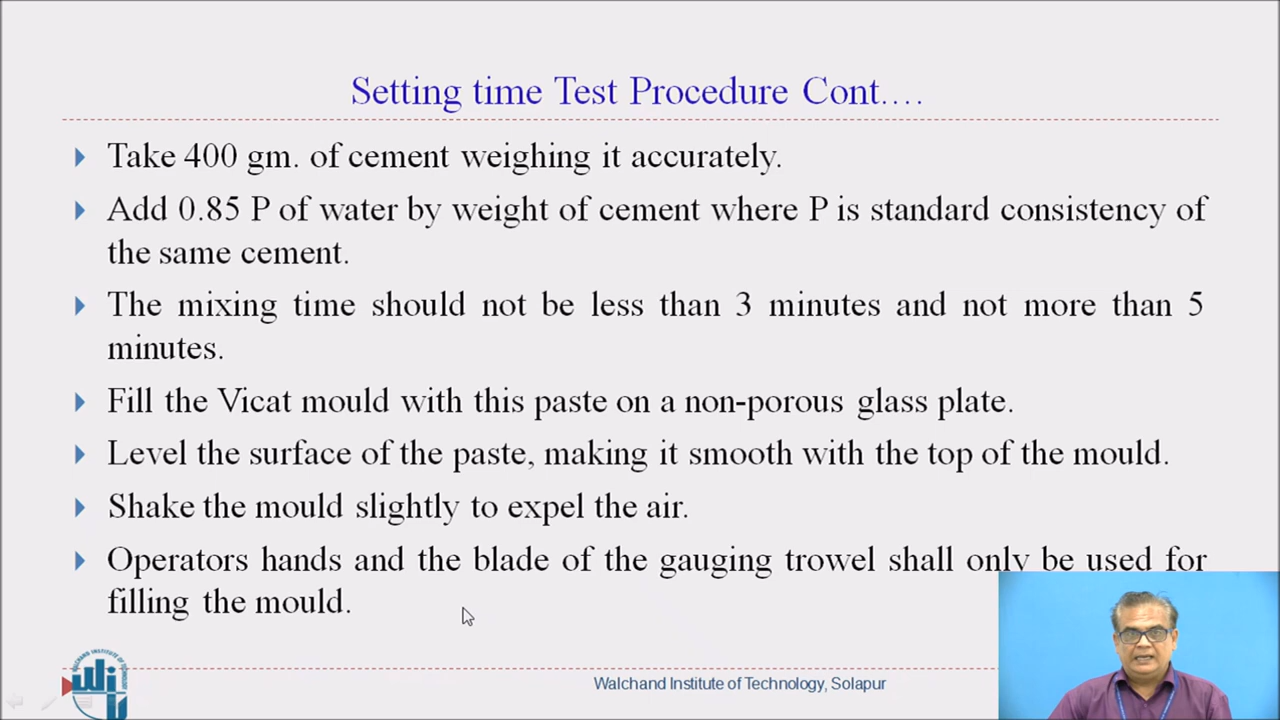 Setting time Test Procedure Cont....
Take 400 gm. of cement weighing it accurately.
Add 0.85 P of water by weight of cement where P is standard consistency of
the same cement.
The mixing time should not be less than 3 minutes and not more than 5
minutes.
Fill the Vicat mould with this paste on a non-porous glass plate.
Level the surface of the paste, making it smooth with the top of the mould.
Shake the mould slightly to expel the air.
Operators hands and the blade of the gauging trowel shall only be used for
filling the mould.
WALCHAND INSTITUTE OF TECHNOLOGY
Walchand Institute of Technology, Solapur